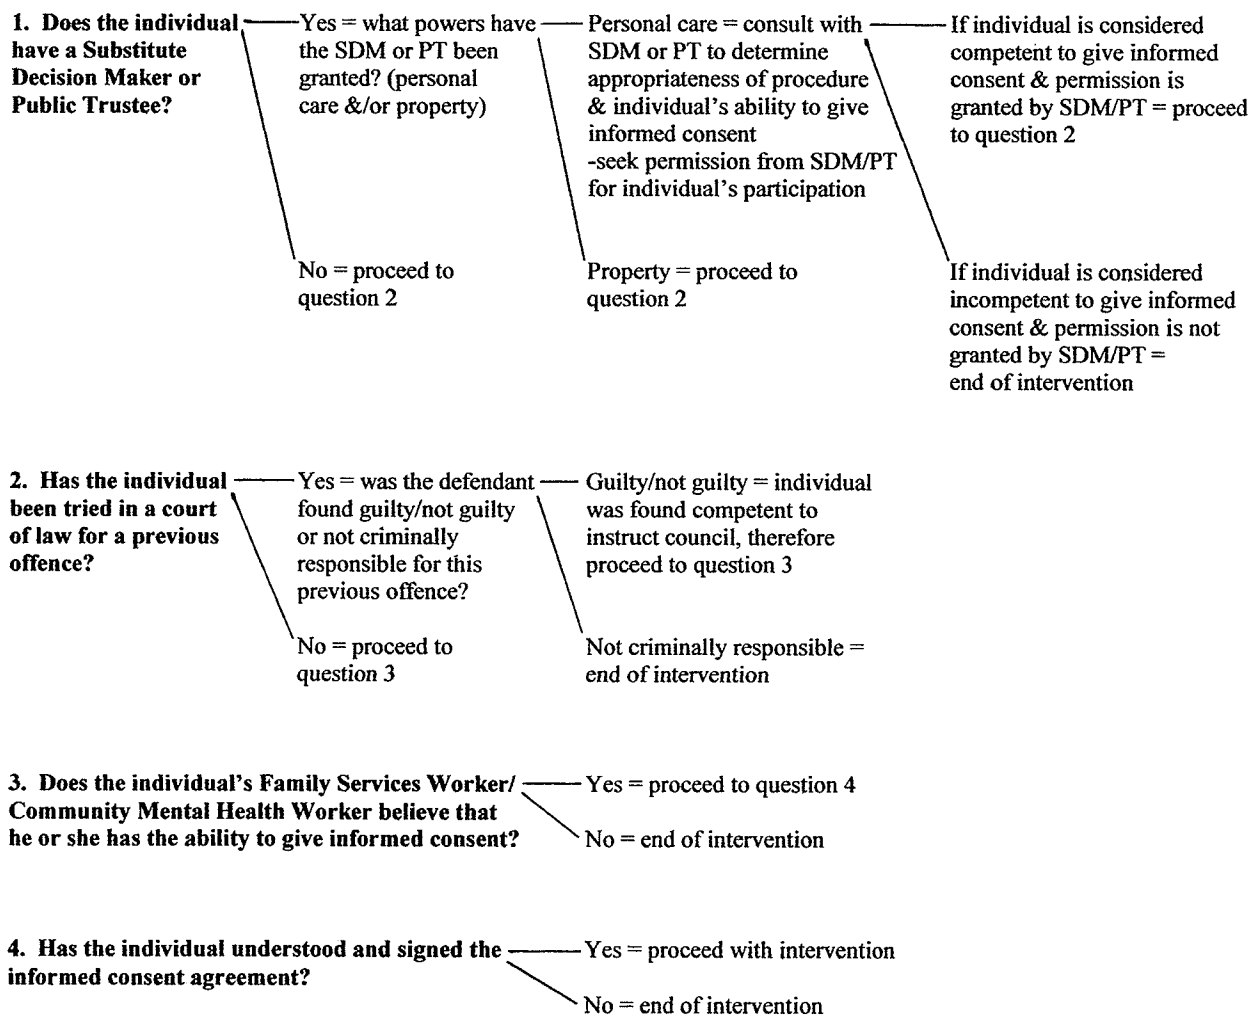 1. Does the individual
have a Substitute
Decision Maker or
Public Trustee?
Yes = what powers have
the SDM or PT been
granted? (personal
care &/or property)
Personal care = consult with
SDM or PT to determine
appropriateness of procedure
& individual's ability to give
informed consent
-seek permission from SDM/PT
for individual's participation
If individual is considered
competent to give informed
consent & permission is
granted by SDM/PT = proceed
to question 2
No = proceed to
question 2
Property = proceed to
question 2
If individual is considered
incompetent to give informed
consent & permission is not
granted by SDM/PT =
end of intervention
2. Has the individual
been tried in a court
of law for a previous
offence?
Yes = was the defendant
found guilty/not guilty
or not criminally
responsible for this
previous offence?
Guilty/not guilty = individual
was found competent to
instruct council, therefore
proceed to question 3
No = proceed to
question 3
Not criminally responsible =
end of intervention
3. Does the individual's Family Services Worker/
Community Mental Health Worker believe that
he or she has the ability to give informed consent?
Yes = proceed to question 4
No = end of intervention
4. Has the individual understood and signed the
informed consent agreement?
Yes = proceed with intervention
No = end of intervention